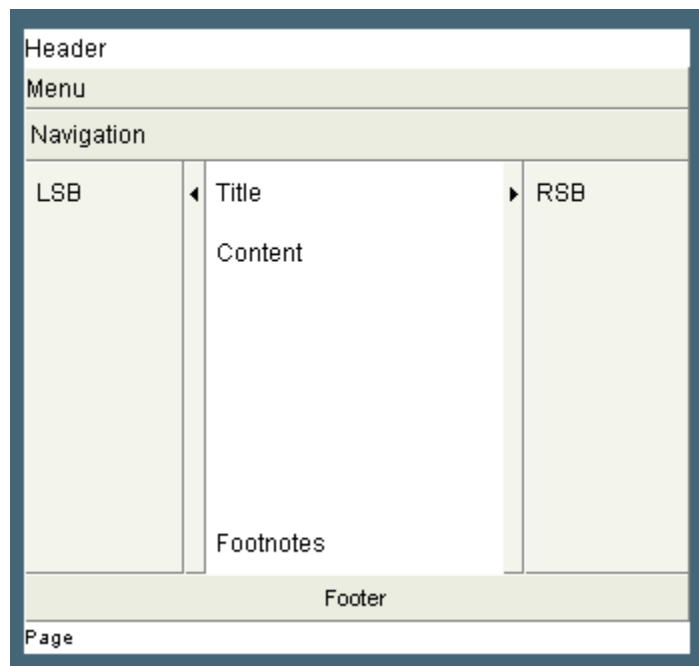 Header
Menu
Navigation
LSB
Title
RSB
Content
Footnotes
Footer
Page